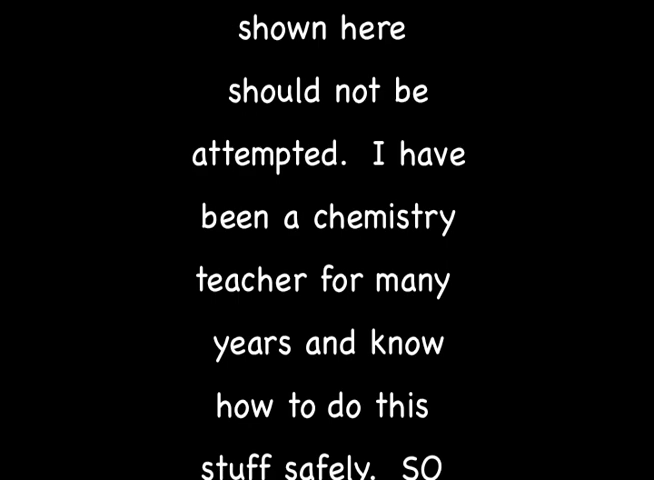 shown here
should not be
attempted.  I have
been a chemistry
teacher for many
years and know
how to do this
stuff safely.  SO